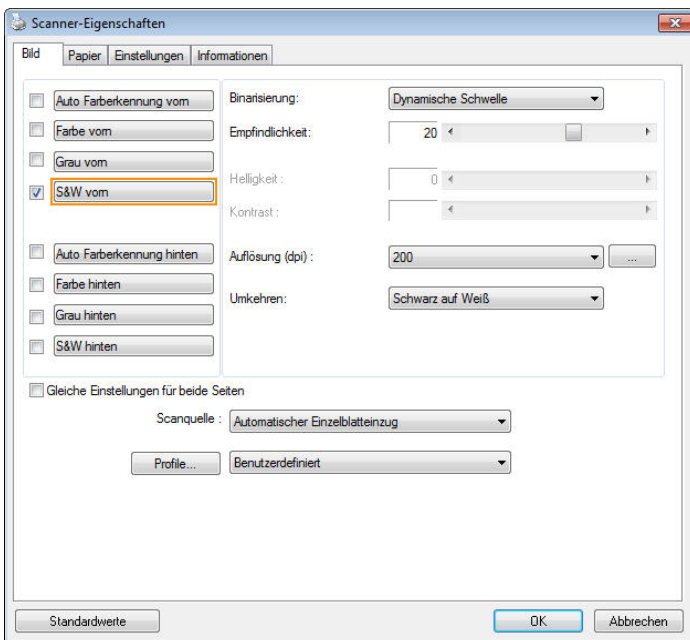 Scanner-Eigenschaften
Bild Papier Einstellungen Informationen
Auto Farberkennung vorn
Farbe vorn
Grau vorn
S&W vorn
Auto Farberkennung hinten
Farbe hinten
Grau hinten
S&W hinten
Binarisierung: Dynamische Schwelle
Empfindlichkeit: 20
Helligkeit : 0
Kontrast :
Auflösung (dpi) : 200 ...
Umkehren: Schwarz auf Weiß
Gleiche Einstellungen für beide Seiten
Scanquelle : Automatischer Einzelblatteinzug
Profile... Benutzerdefiniert
Standardwerte OK Abbrechen